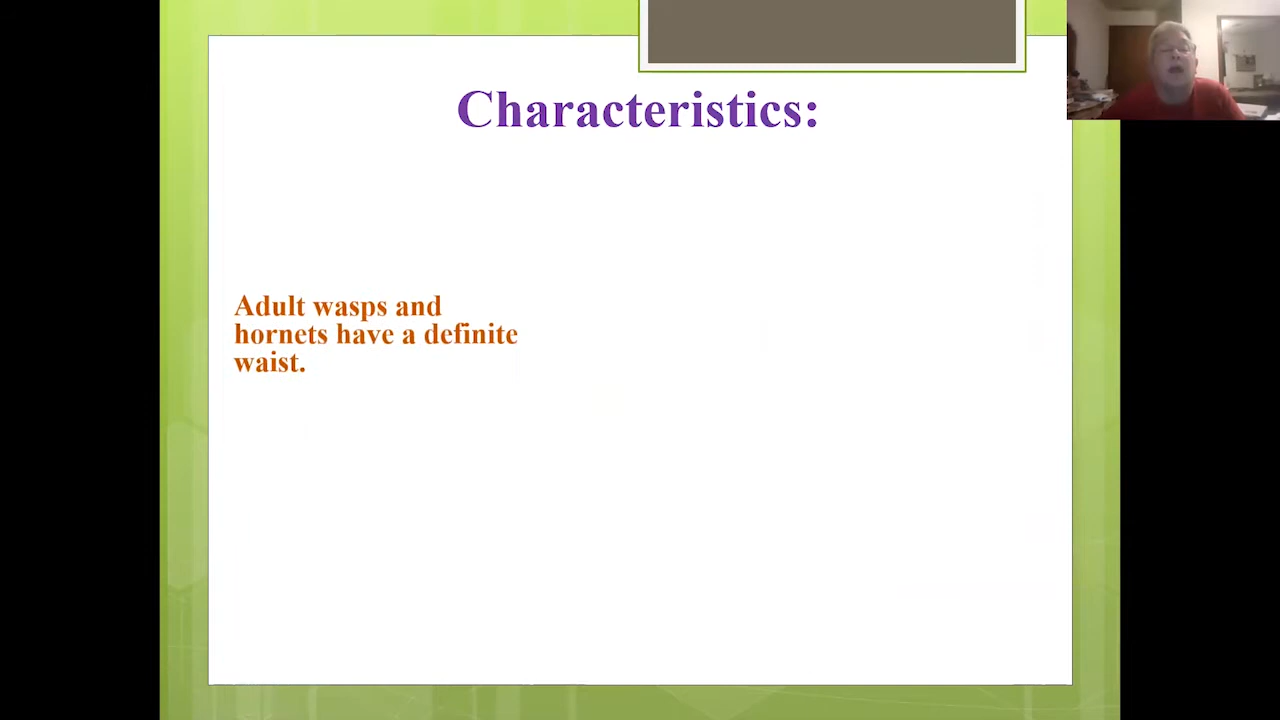 Characteristics:
Adult wasps and
hornets have a definite
waist.